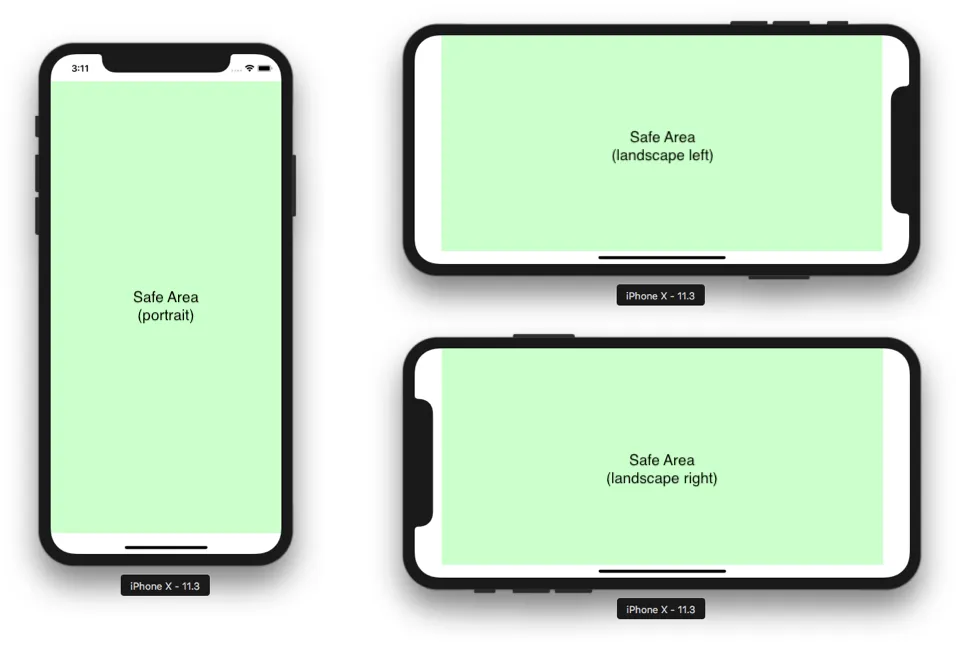 3:11
Safe Area
(portrait)
iPhone X - 11.3
Safe Area
(landscape left)
iPhone X - 11.3
Safe Area
(landscape right)
iPhone X - 11.3